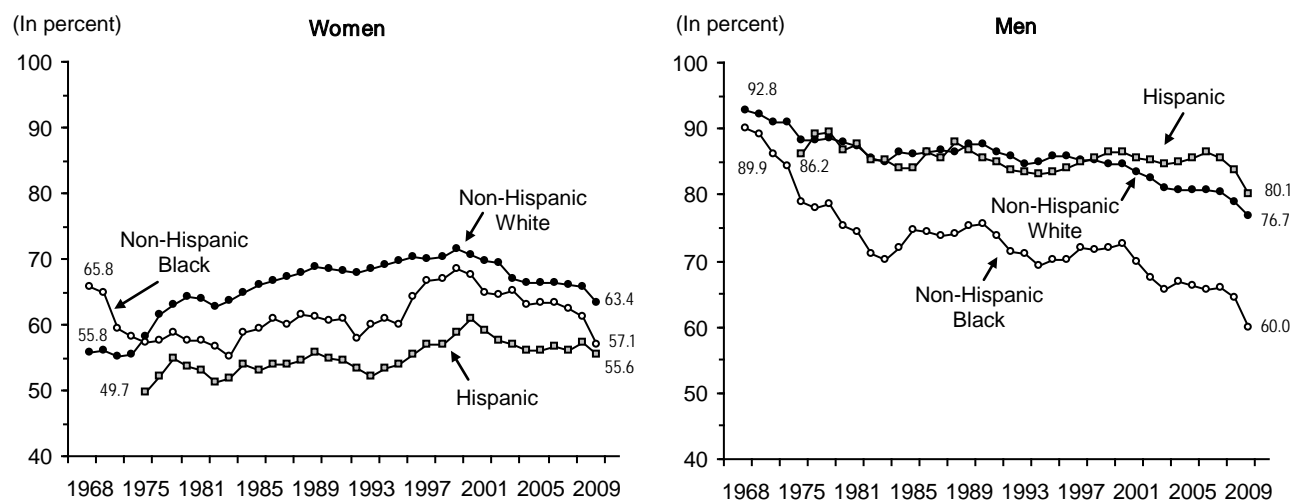 (In percent)
Women
100
90
80
70
60
50
40
65.8
Non-Hispanic
Black
Non-Hispanic
White
55.8
49.7
Hispanic
63.4
57.1
55.6
1968 1975 1981 1985 1989 1993 1997 2001 2005 2009
(In percent)
Men
100
90
80
70
60
50
40
92.8
89.9
86.2
Hispanic
Non-Hispanic
White
Non-Hispanic
Black
80.1
76.7
60.0
1968 1975 1981 1985 1989 1993 1997 2001 2005 2009